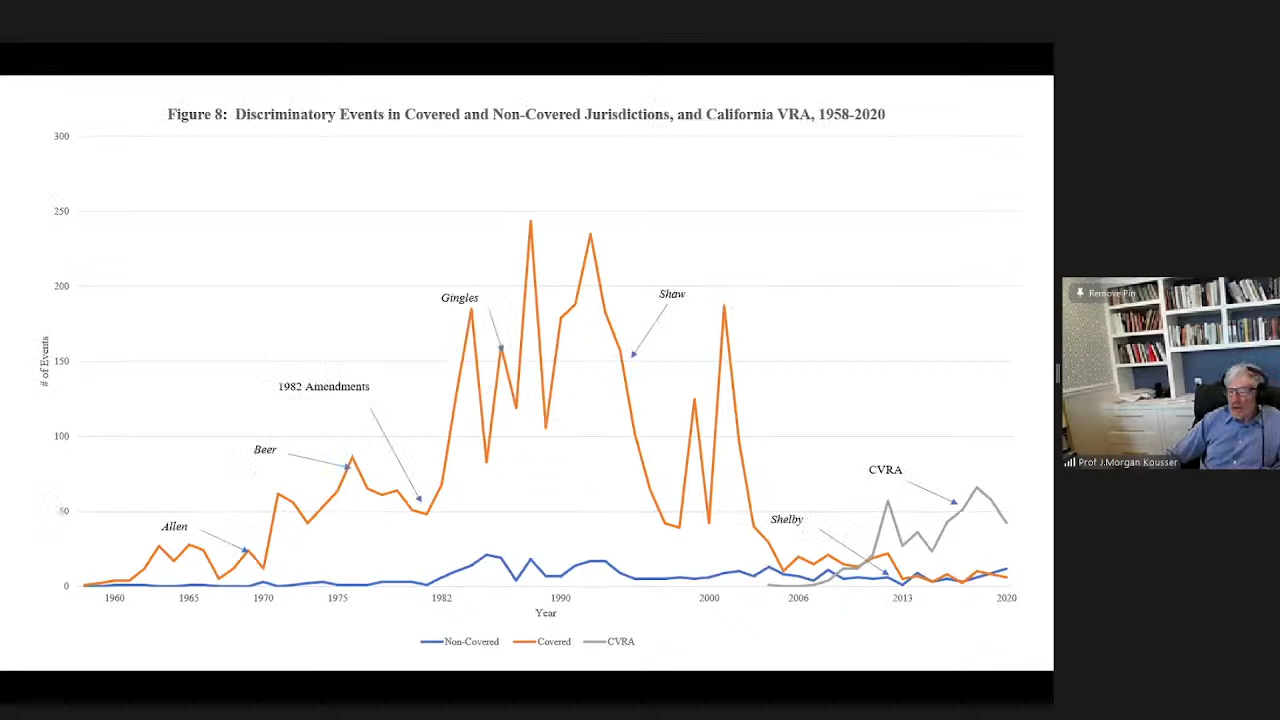 Figure 8: Discriminatory Events in Covered and Non-Covered Jurisdictions, and California VRA, 1958-2020
300
250
200
150
100
50
0
# of Events
Gingles
Shaw
1982 Amendments
Beer
CVRA
Allen
Shelby
1960 1965 1970 1975 1982 1990 2000 2006 2013 2020
Year
Non-Covered Covered CVRA
Remove Pin
Prof J.Morgan Kousser